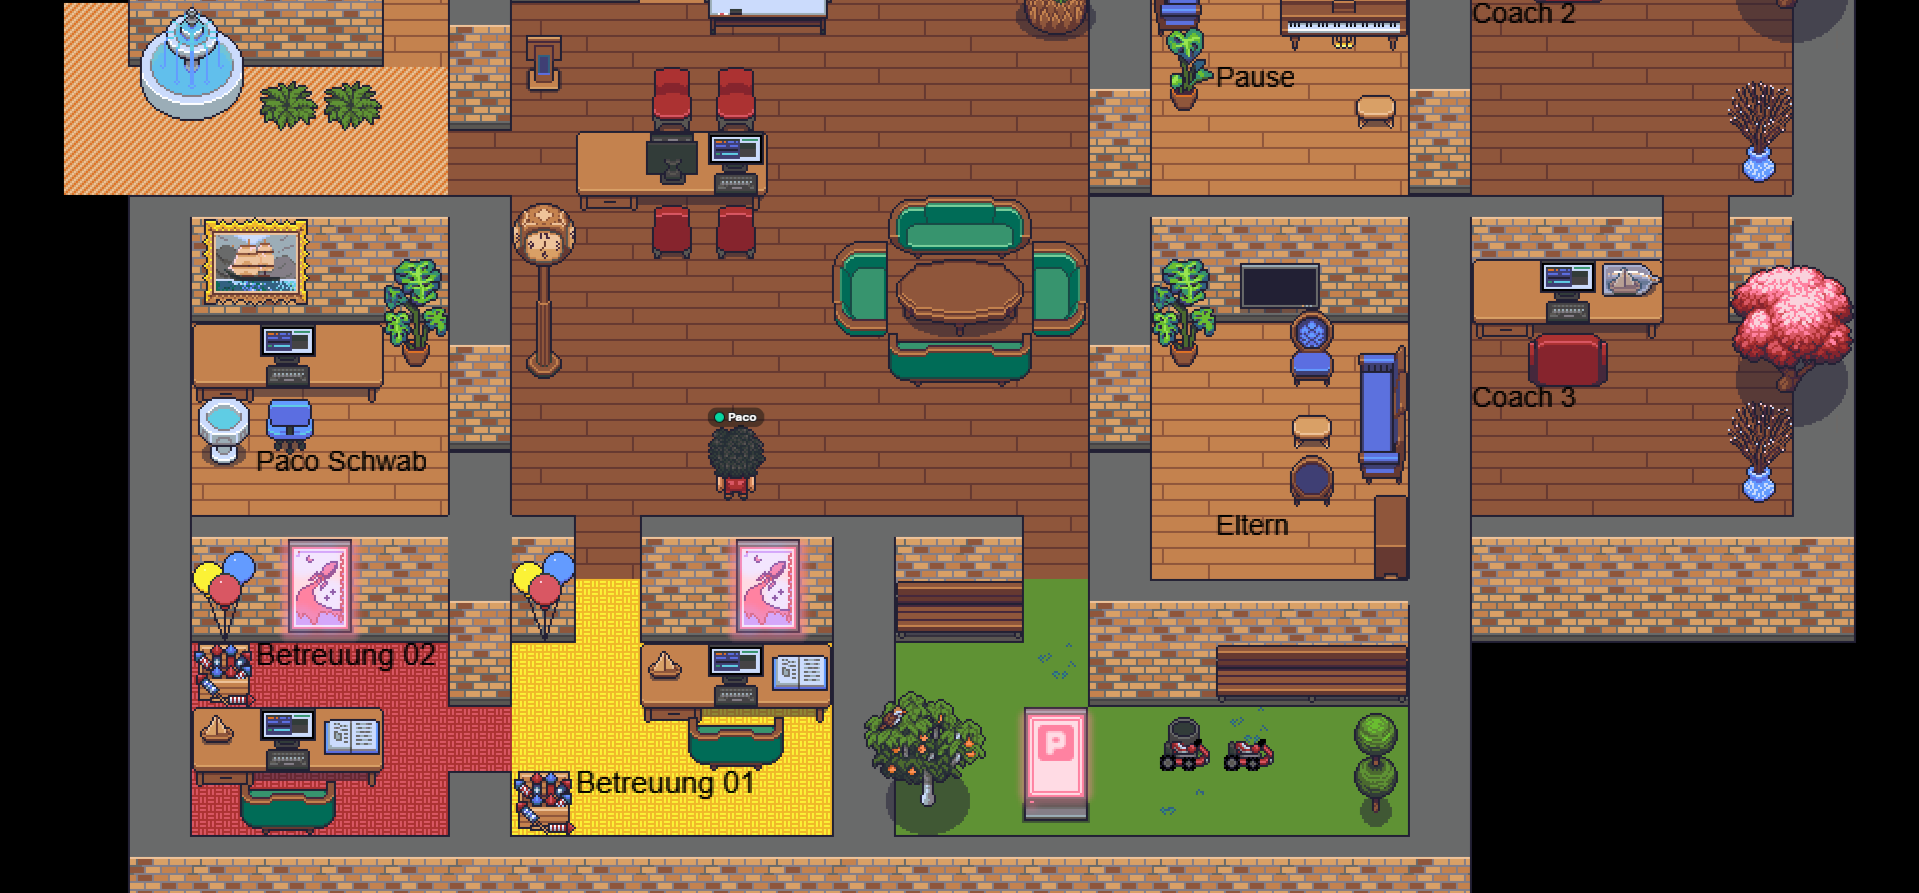 Coach 2
Pause
Paco
Coach 3
Paco Schwab
Eltern
Betreuung 02
P
Betreuung 01